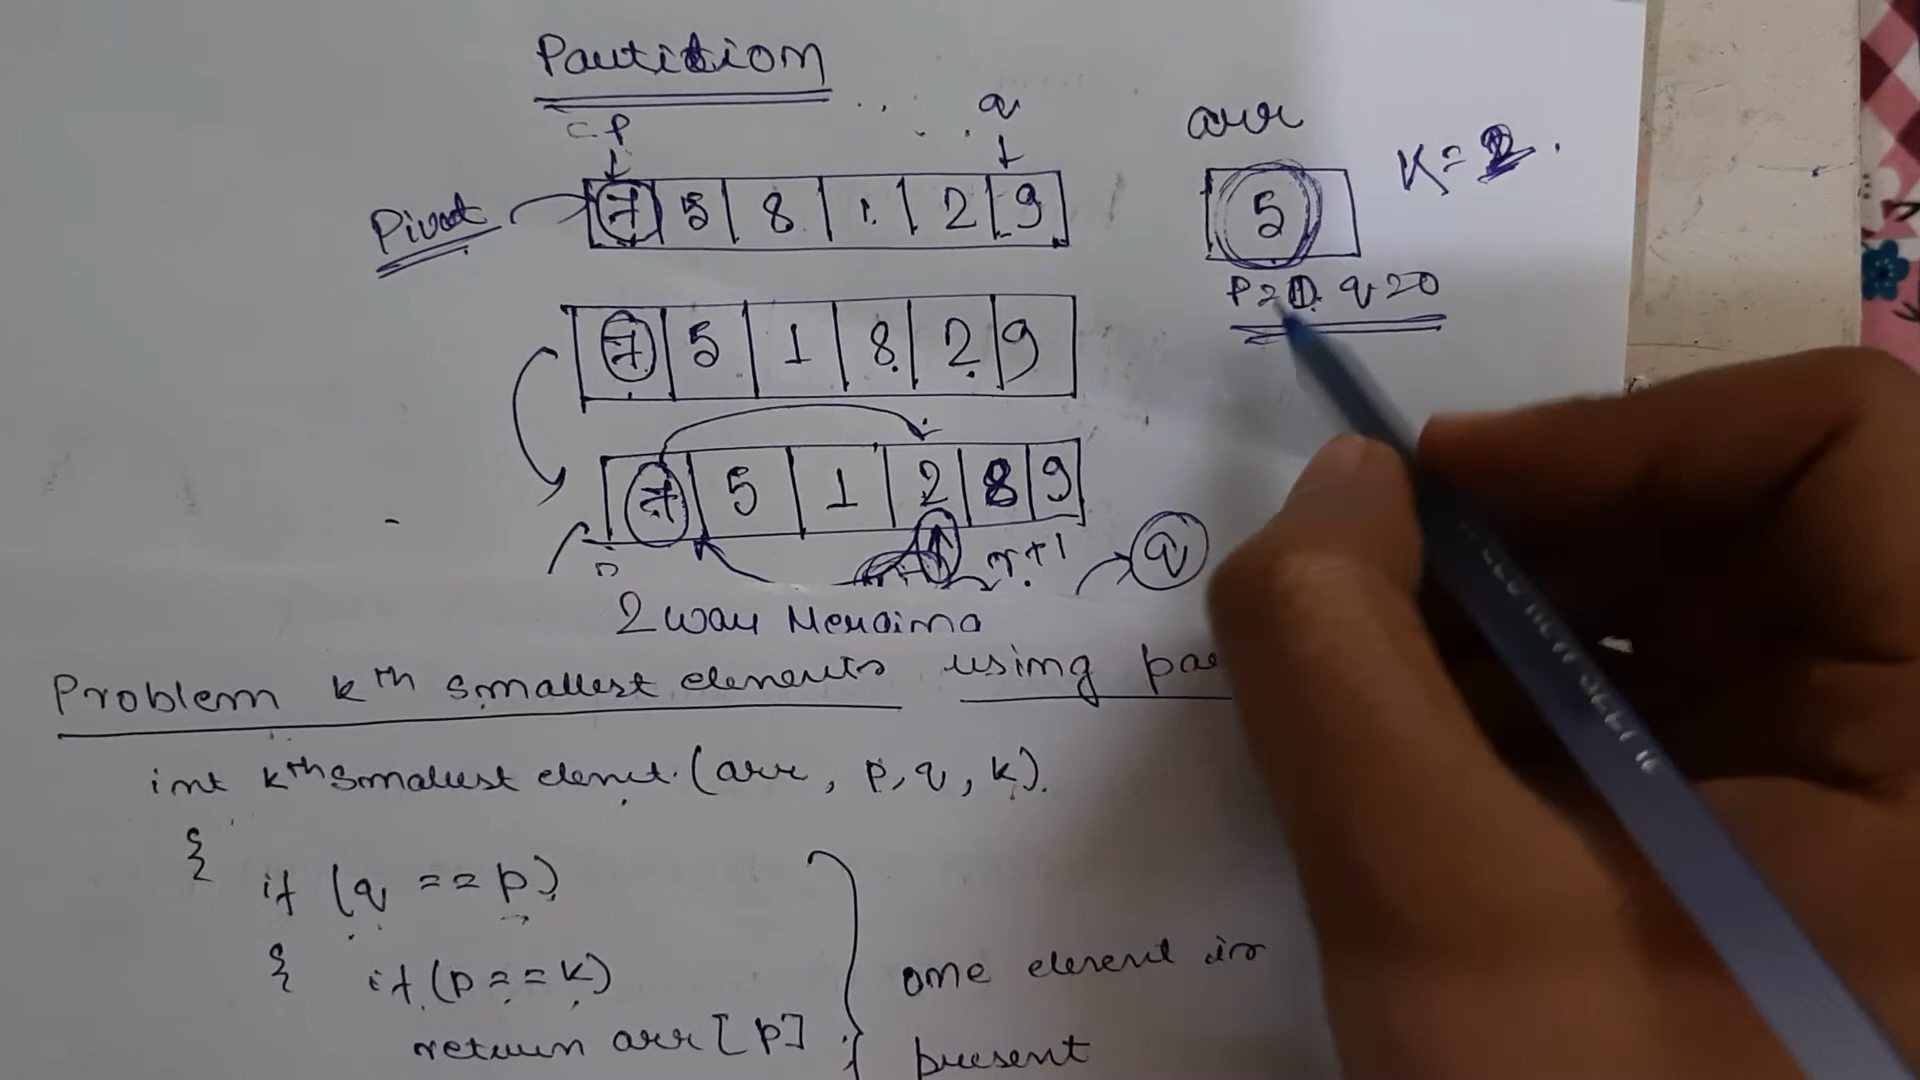 Partition
p q
Pivot
7 5 8 1 2 9
7 5 1 8 2 9
7 5 1 2 8 9
r+1 q
arr
5
K=2.
q=0
2 way Merging
Problem kth smallest elements using pa
int kth smallest element (arr, p, q, k)
{
if (q == p)
{ if (p == k)
return arr[p]
one element is
present